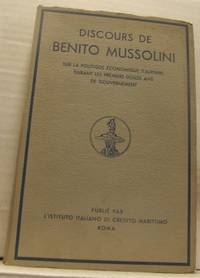 DISCOURS DE
BENITO MUSSOLINI
SUR LA POLITIQUE ÉCONOMIQUE ITALIENNE
DURANT LES PREMIERS DOUZE ANS
DE GOUVERNEMENT
PUBLIÉ PAR
L'ISTITUTO ITALIANO DI CREDITO MARITTIMO
ROMA